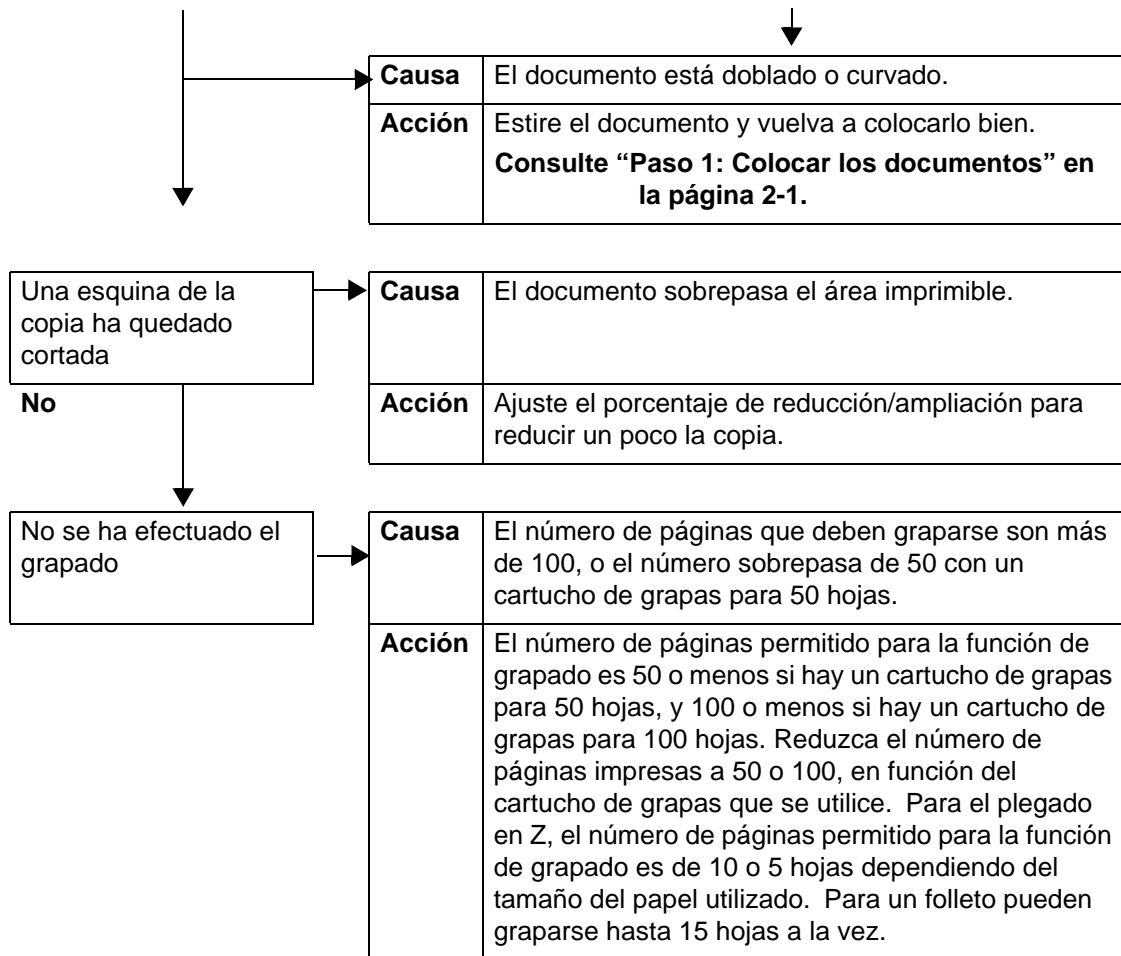 Causa El documento está doblado o curvado.
Acción Estire el documento y vuelva a colocarlo bien.
Consulte “Paso 1: Colocar los documentos” en
la página 2-1.
Una esquina de la
copia ha quedado
cortada
Causa El documento sobrepasa el área imprimible.
No
Acción Ajuste el porcentaje de reducción/ampliación para
reducir un poco la copia.
No se ha efectuado el
grapado
Causa El número de páginas que deben graparse son más
de 100, o el número sobrepasa de 50 con un
cartucho de grapas para 50 hojas.
Acción El número de páginas permitido para la función de
grapado es 50 o menos si hay un cartucho de grapas
para 50 hojas, y 100 o menos si hay un cartucho de
grapas para 100 hojas. Reduzca el número de
páginas impresas a 50 o 100, en función del
cartucho de grapas que se utilice. Para el plegado
en Z, el número de páginas permitido para la función
de grapado es de 10 o 5 hojas dependiendo del
tamaño del papel utilizado. Para un folleto pueden
graparse hasta 15 hojas a la vez.